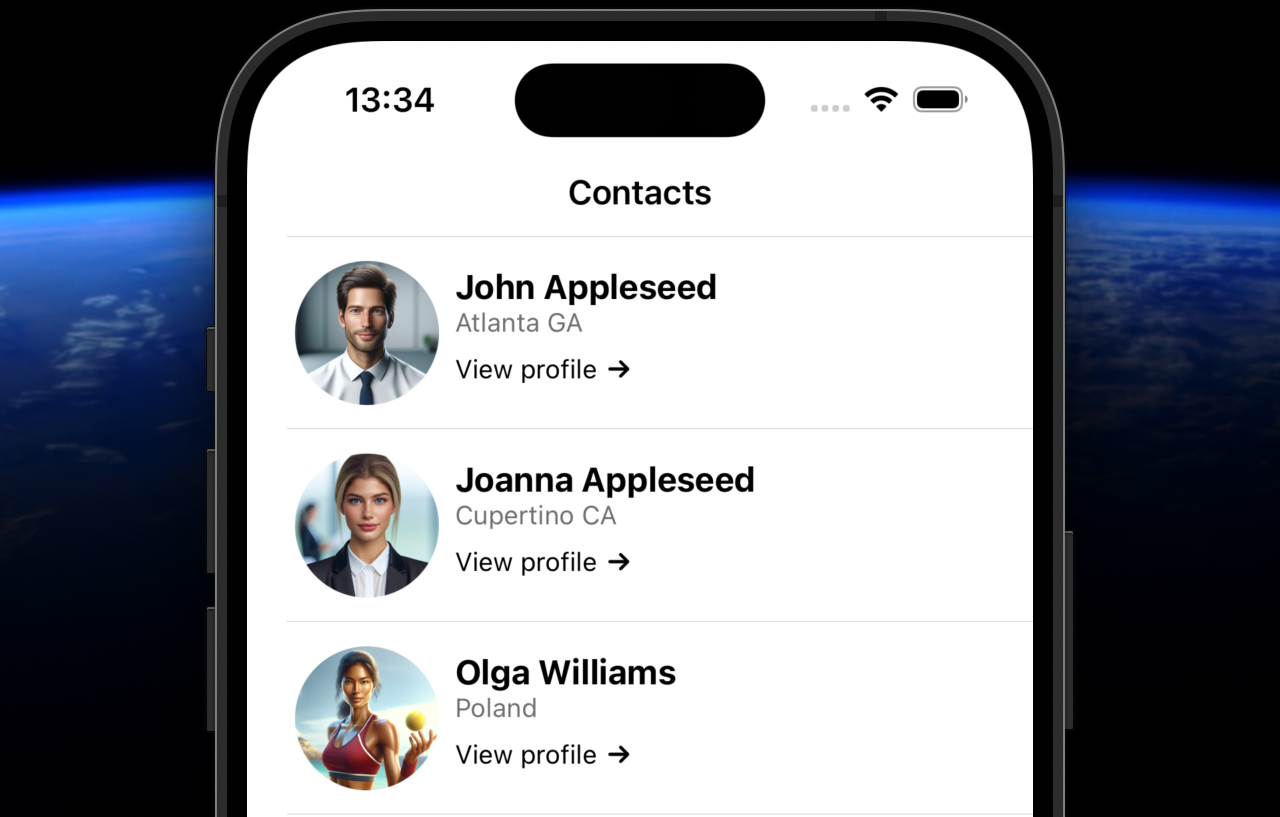 13:34
Contacts
John Appleseed
Atlanta GA
View profile →
Joanna Appleseed
Cupertino CA
View profile →
Olga Williams
Poland
View profile →